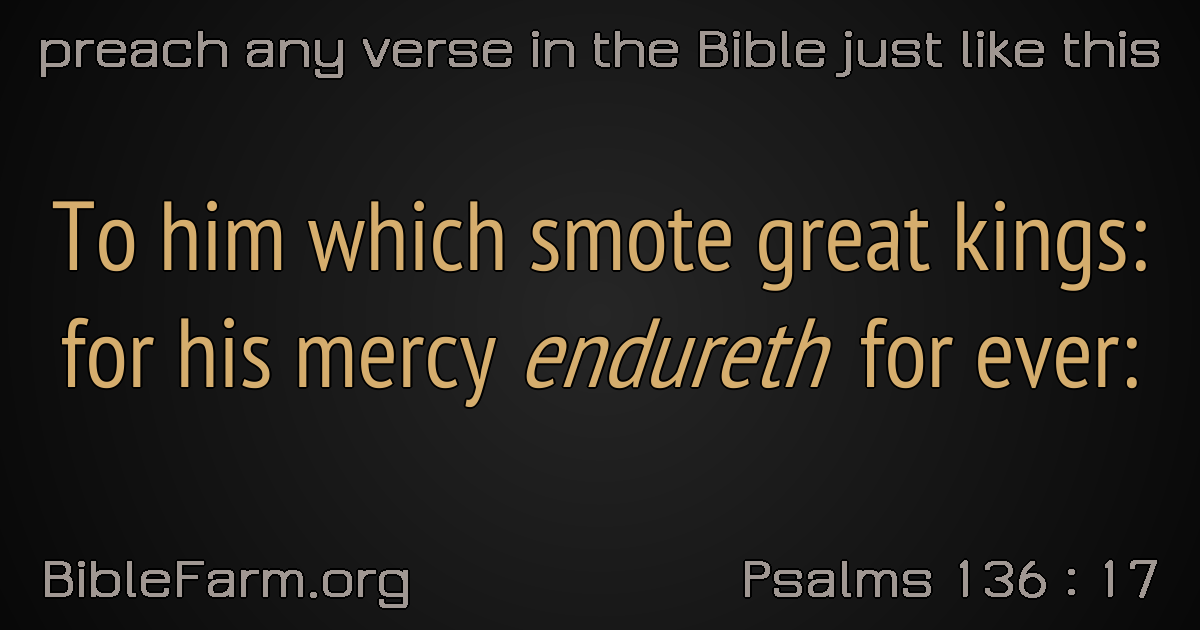 preach any verse in the Bible just like this
To him which smote great kings:
for his mercy endureth for ever:
BibleFarm.org
Psalms 136 : 17